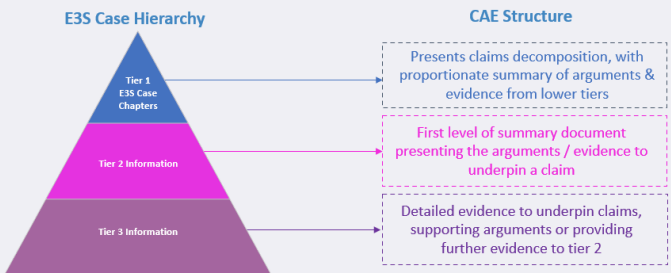 E3S Case Hierarchy
CAE Structure
Tier 1
E3S Case
Chapters
Presents claims decomposition, with
proportionate summary of arguments &
evidence from lower tiers
Tier 2 Information
First level of summary document
presenting the arguments / evidence to
underpin a claim
Tier 3 Information
Detailed evidence to underpin claims,
supporting arguments or providing
further evidence to tier 2